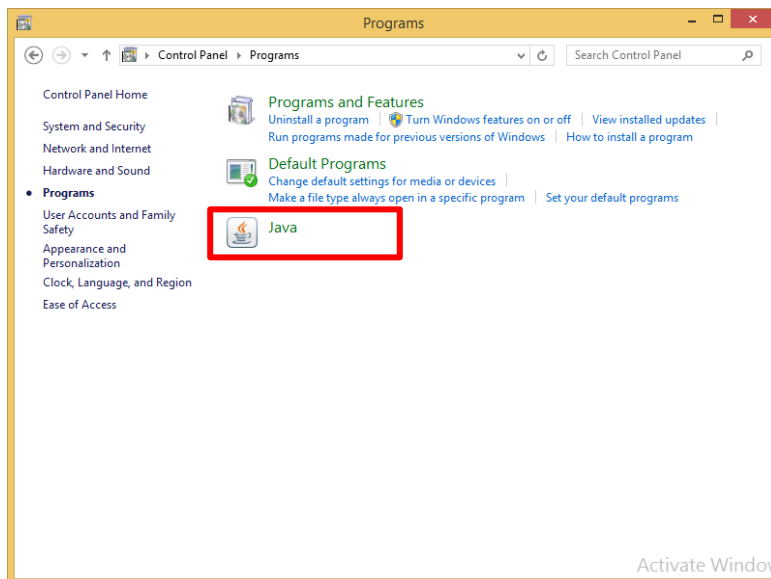 Programs
Control Panel Programs
Search Control Panel
Control Panel Home
System and Security
Network and Internet
Hardware and Sound
Programs
User Accounts and Family
Safety
Appearance and
Personalization
Clock, Language, and Region
Ease of Access
Programs and Features
Uninstall a program Turn Windows features on or off View installed updates
Run programs made for previous versions of Windows How to install a program
Default Programs
Change default settings for media or devices
Make a file type always open in a specific program Set your default programs
Java
Activate Window